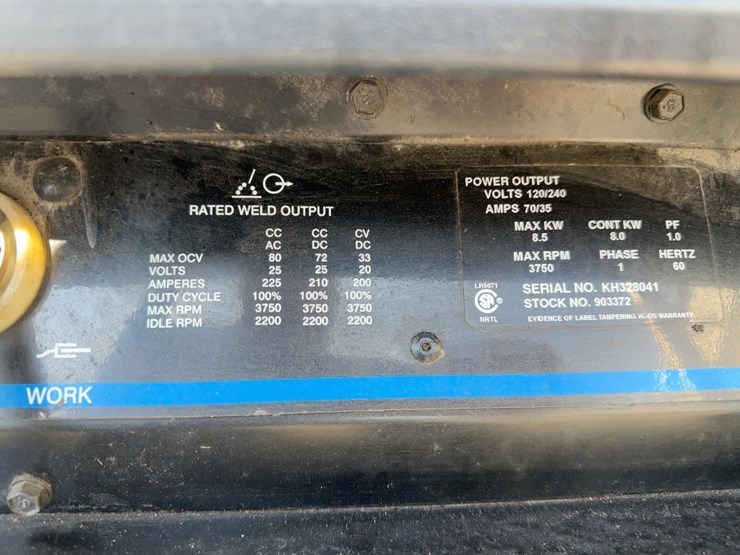 RATED WELD OUTPUT
CC CC CV
AC DC DC
MAX OCV 80 72 33
VOLTS 25 25 20
AMPERES 225 210 200
DUTY CYCLE 100% 100% 100%
MAX RPM 3750 3750 3750
IDLE RPM 2200 2200 2200
WORK
POWER OUTPUT
VOLTS 120/240
AMPS 70/35
MAX KW CONT KW PF
8.5 8.0 1.0
MAX RPM PHASE HERTZ
3750 1 60
LR5071
SERIAL NO. KH328041
STOCK NO. 903372
NRTL
EVIDENCE OF LABEL TAMPERING VOIDS WARRANTY